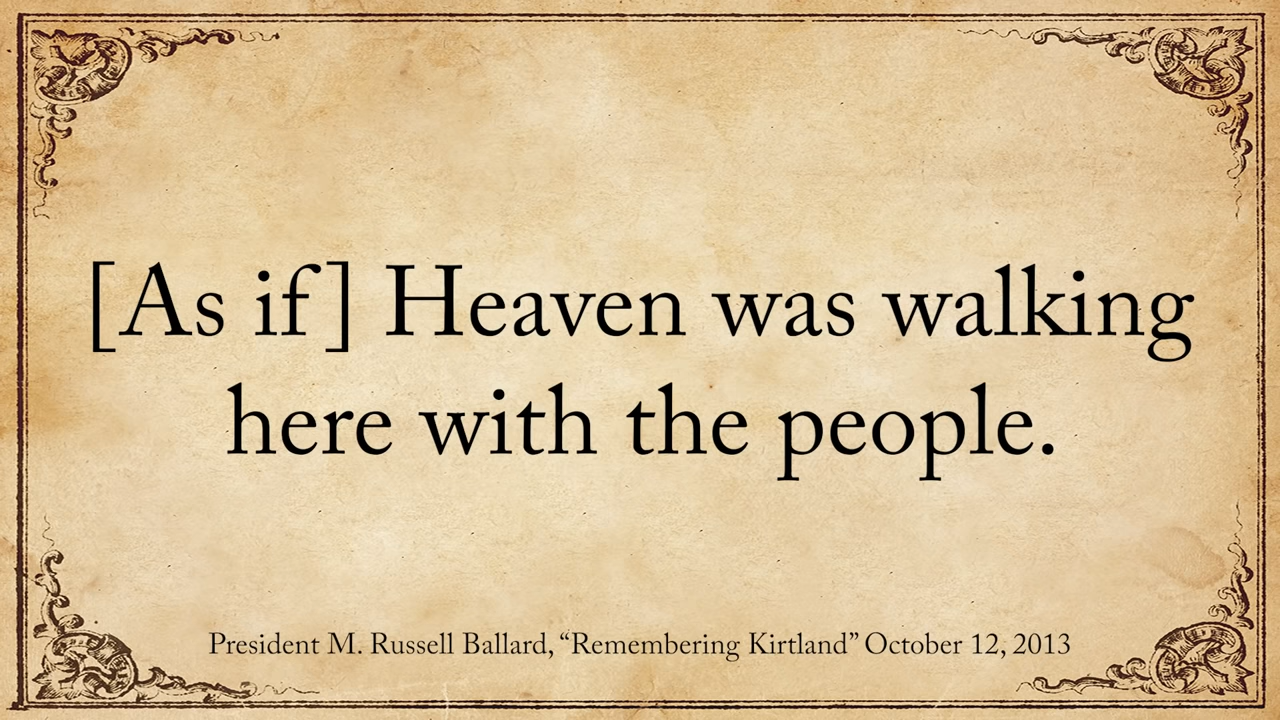 [As if] Heaven was walking
here with the people.
President M. Russell Ballard, “Remembering Kirtland” October 12, 2013